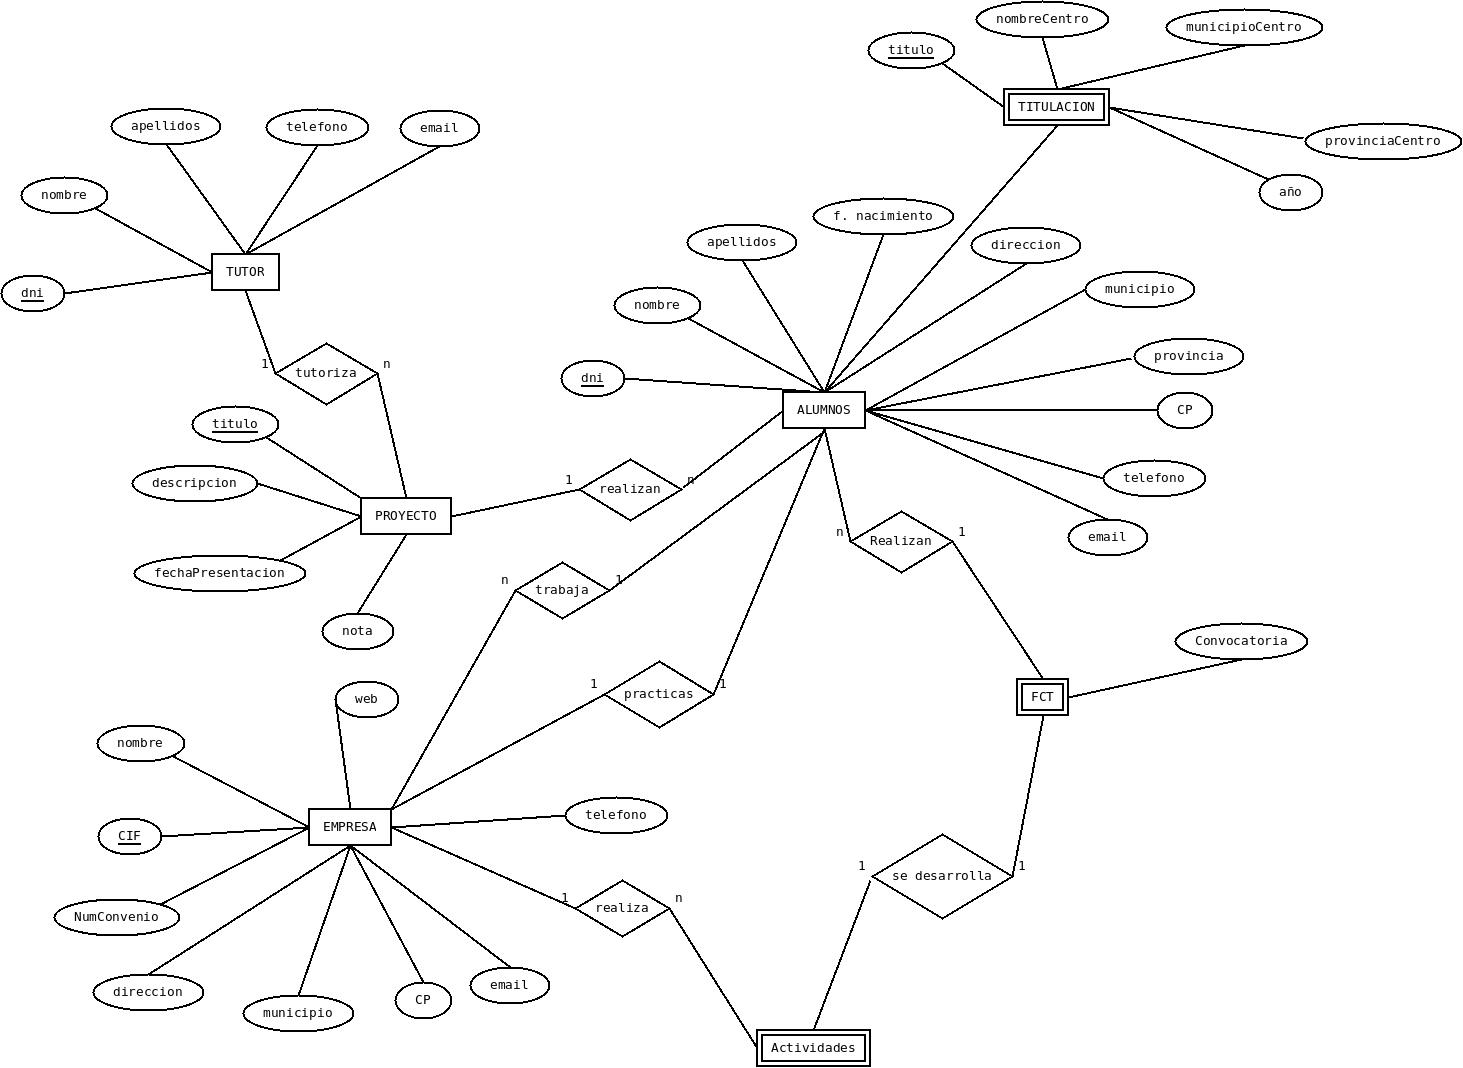 nombreCentro
municipioCentro
titulo
TITULACION
apellidos
telefono
email
provinciaCentro
nombre
año
f. nacimiento
apellidos
direccion
TUTOR
municipio
dni
nombre
provincia
1
n
tutoriza
dni
CP
ALUMNOS
titulo
telefono
descripcion
1
n
realizan
PROYECTO
n
1
Realizan
email
fechaPresentacion
n
1
trabaja
nota
Convocatoria
1
1
practicas
web
FCT
nombre
telefono
EMPRESA
CIF
1
1
se desarrolla
1
n
realiza
NumConvenio
email
direccion
CP
municipio
Actividades